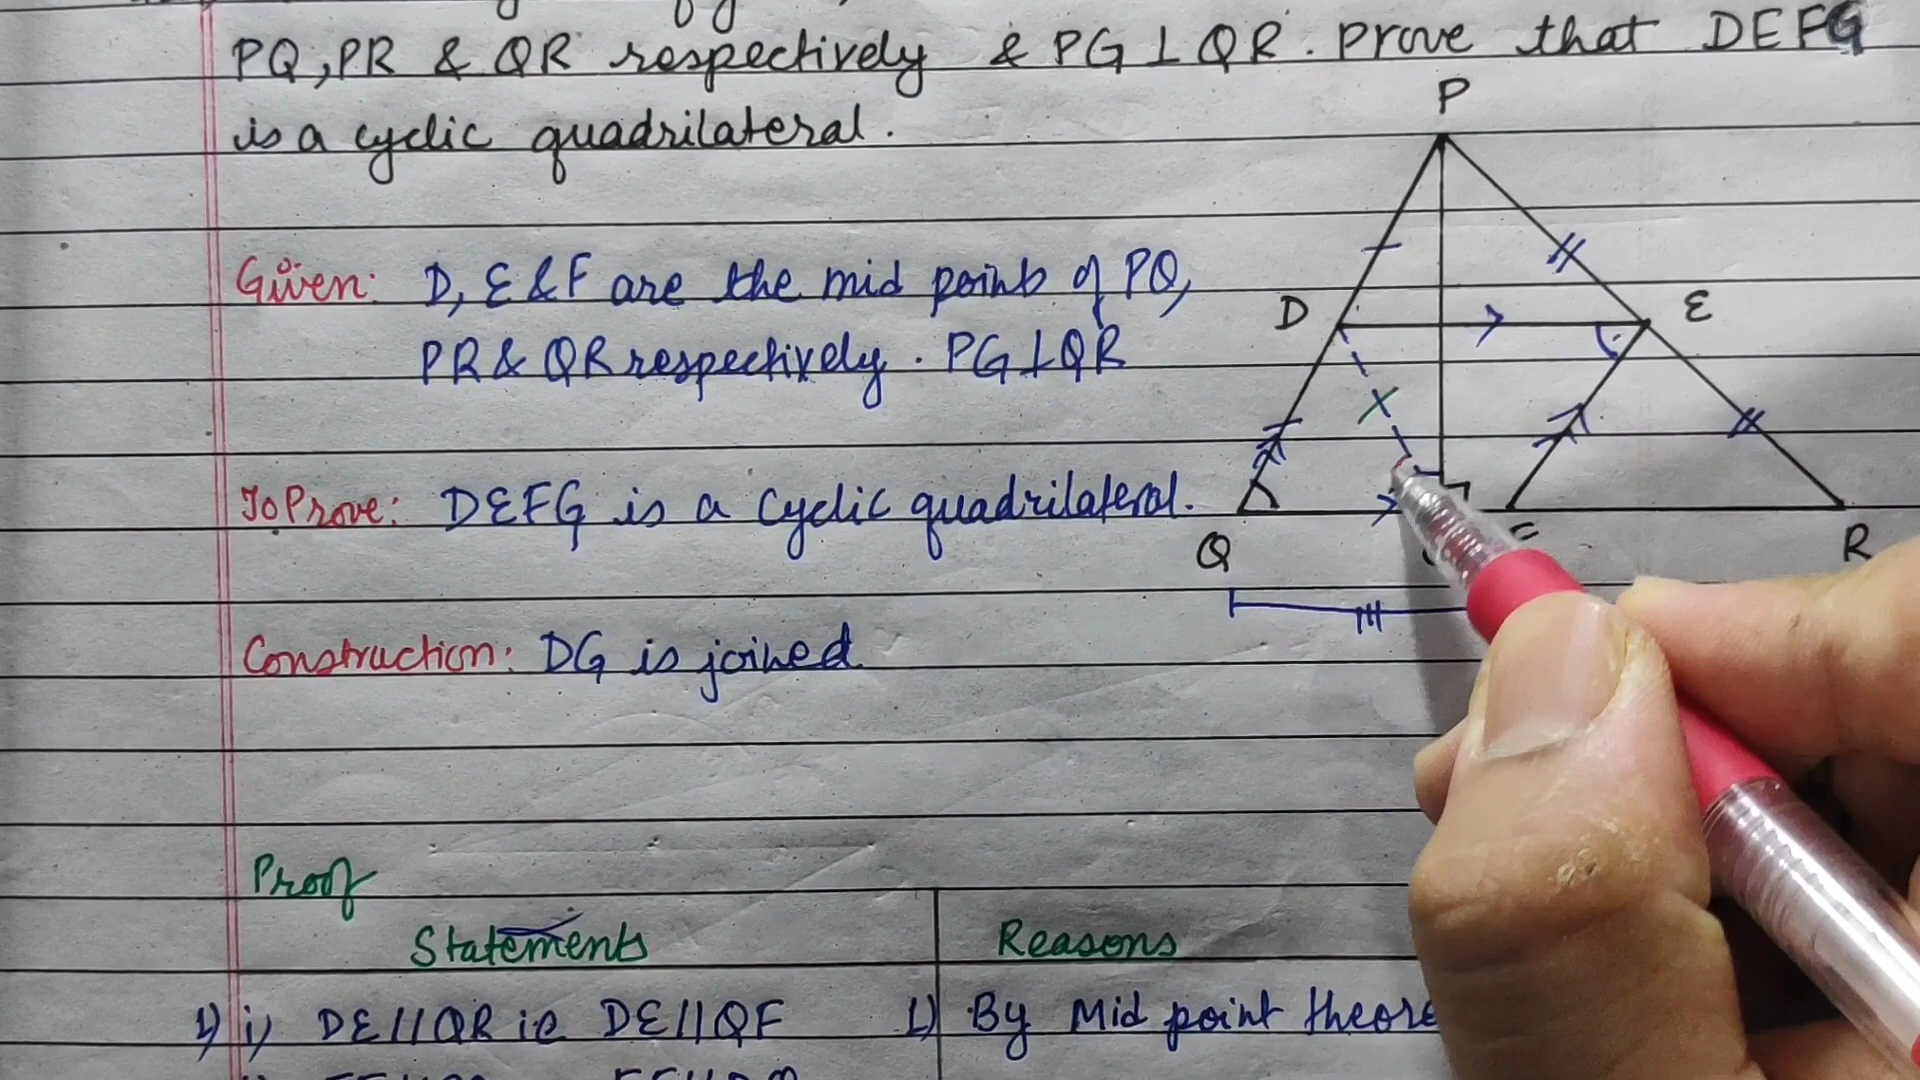 PQ, PR & QR respectively & PG ⊥ QR. Prove that DEFG
is a cyclic quadrilateral.
P
Given: D, E & F are the mid points of PQ,
D
E
PR & QR respectively. PG ⊥ QR
To Prove: DEFG is a cyclic quadrilateral.
Q
R
Construction: DG is joined
Proof
Statements
Reasons
1) i) DE // QR ie DE // QF
1) By Mid point